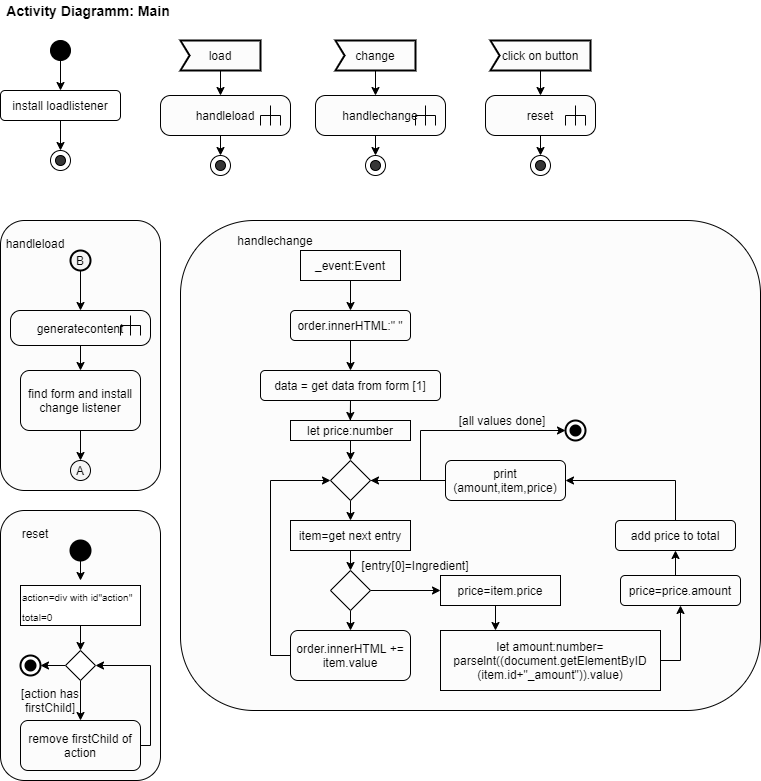 Activity Diagramm: Main
load
change
click on button
install loadlistener
handleload
handlechange
reset
handleload
B
generatecontent
find form and install
change listener
A
handlechange
_event:Event
order.innerHTML:" "
data = get data from form [1]
let price:number
[all values done]
print
(amount,item,price)
item=get next entry
add price to total
[entry[0]=Ingredient]
price=item.price
price=price.amount
order.innerHTML +=
item.value
let amount:number=
parseInt((document.getElementByID
(item.id+"_amount")).value)
reset
action=div with id"action"
total=0
[action has
firstChild]
remove firstChild of
action